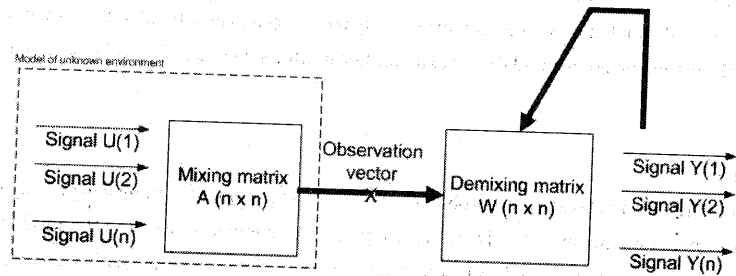 Model of unknown environment
Signal U(1)
Signal U(2)
Signal U(n)
Mixing matrix
A (n x n)
Observation
vector
X
Demixing matrix
W (n x n)
Signal Y(1)
Signal Y(2)
Signal Y(n)